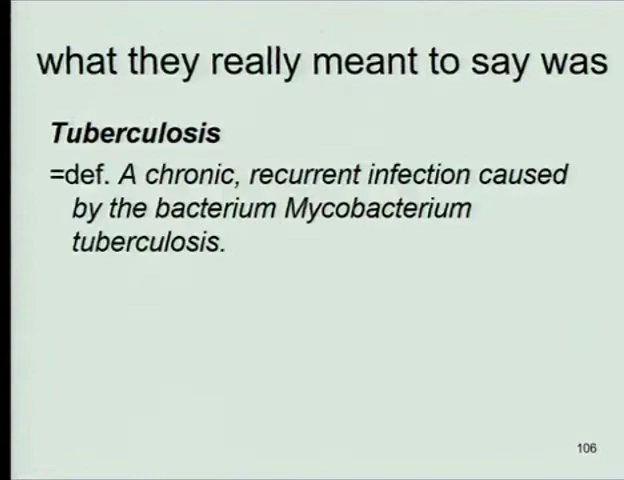 what they really meant to say was
Tuberculosis
=def. A chronic, recurrent infection caused
by the bacterium Mycobacterium
tuberculosis.
106